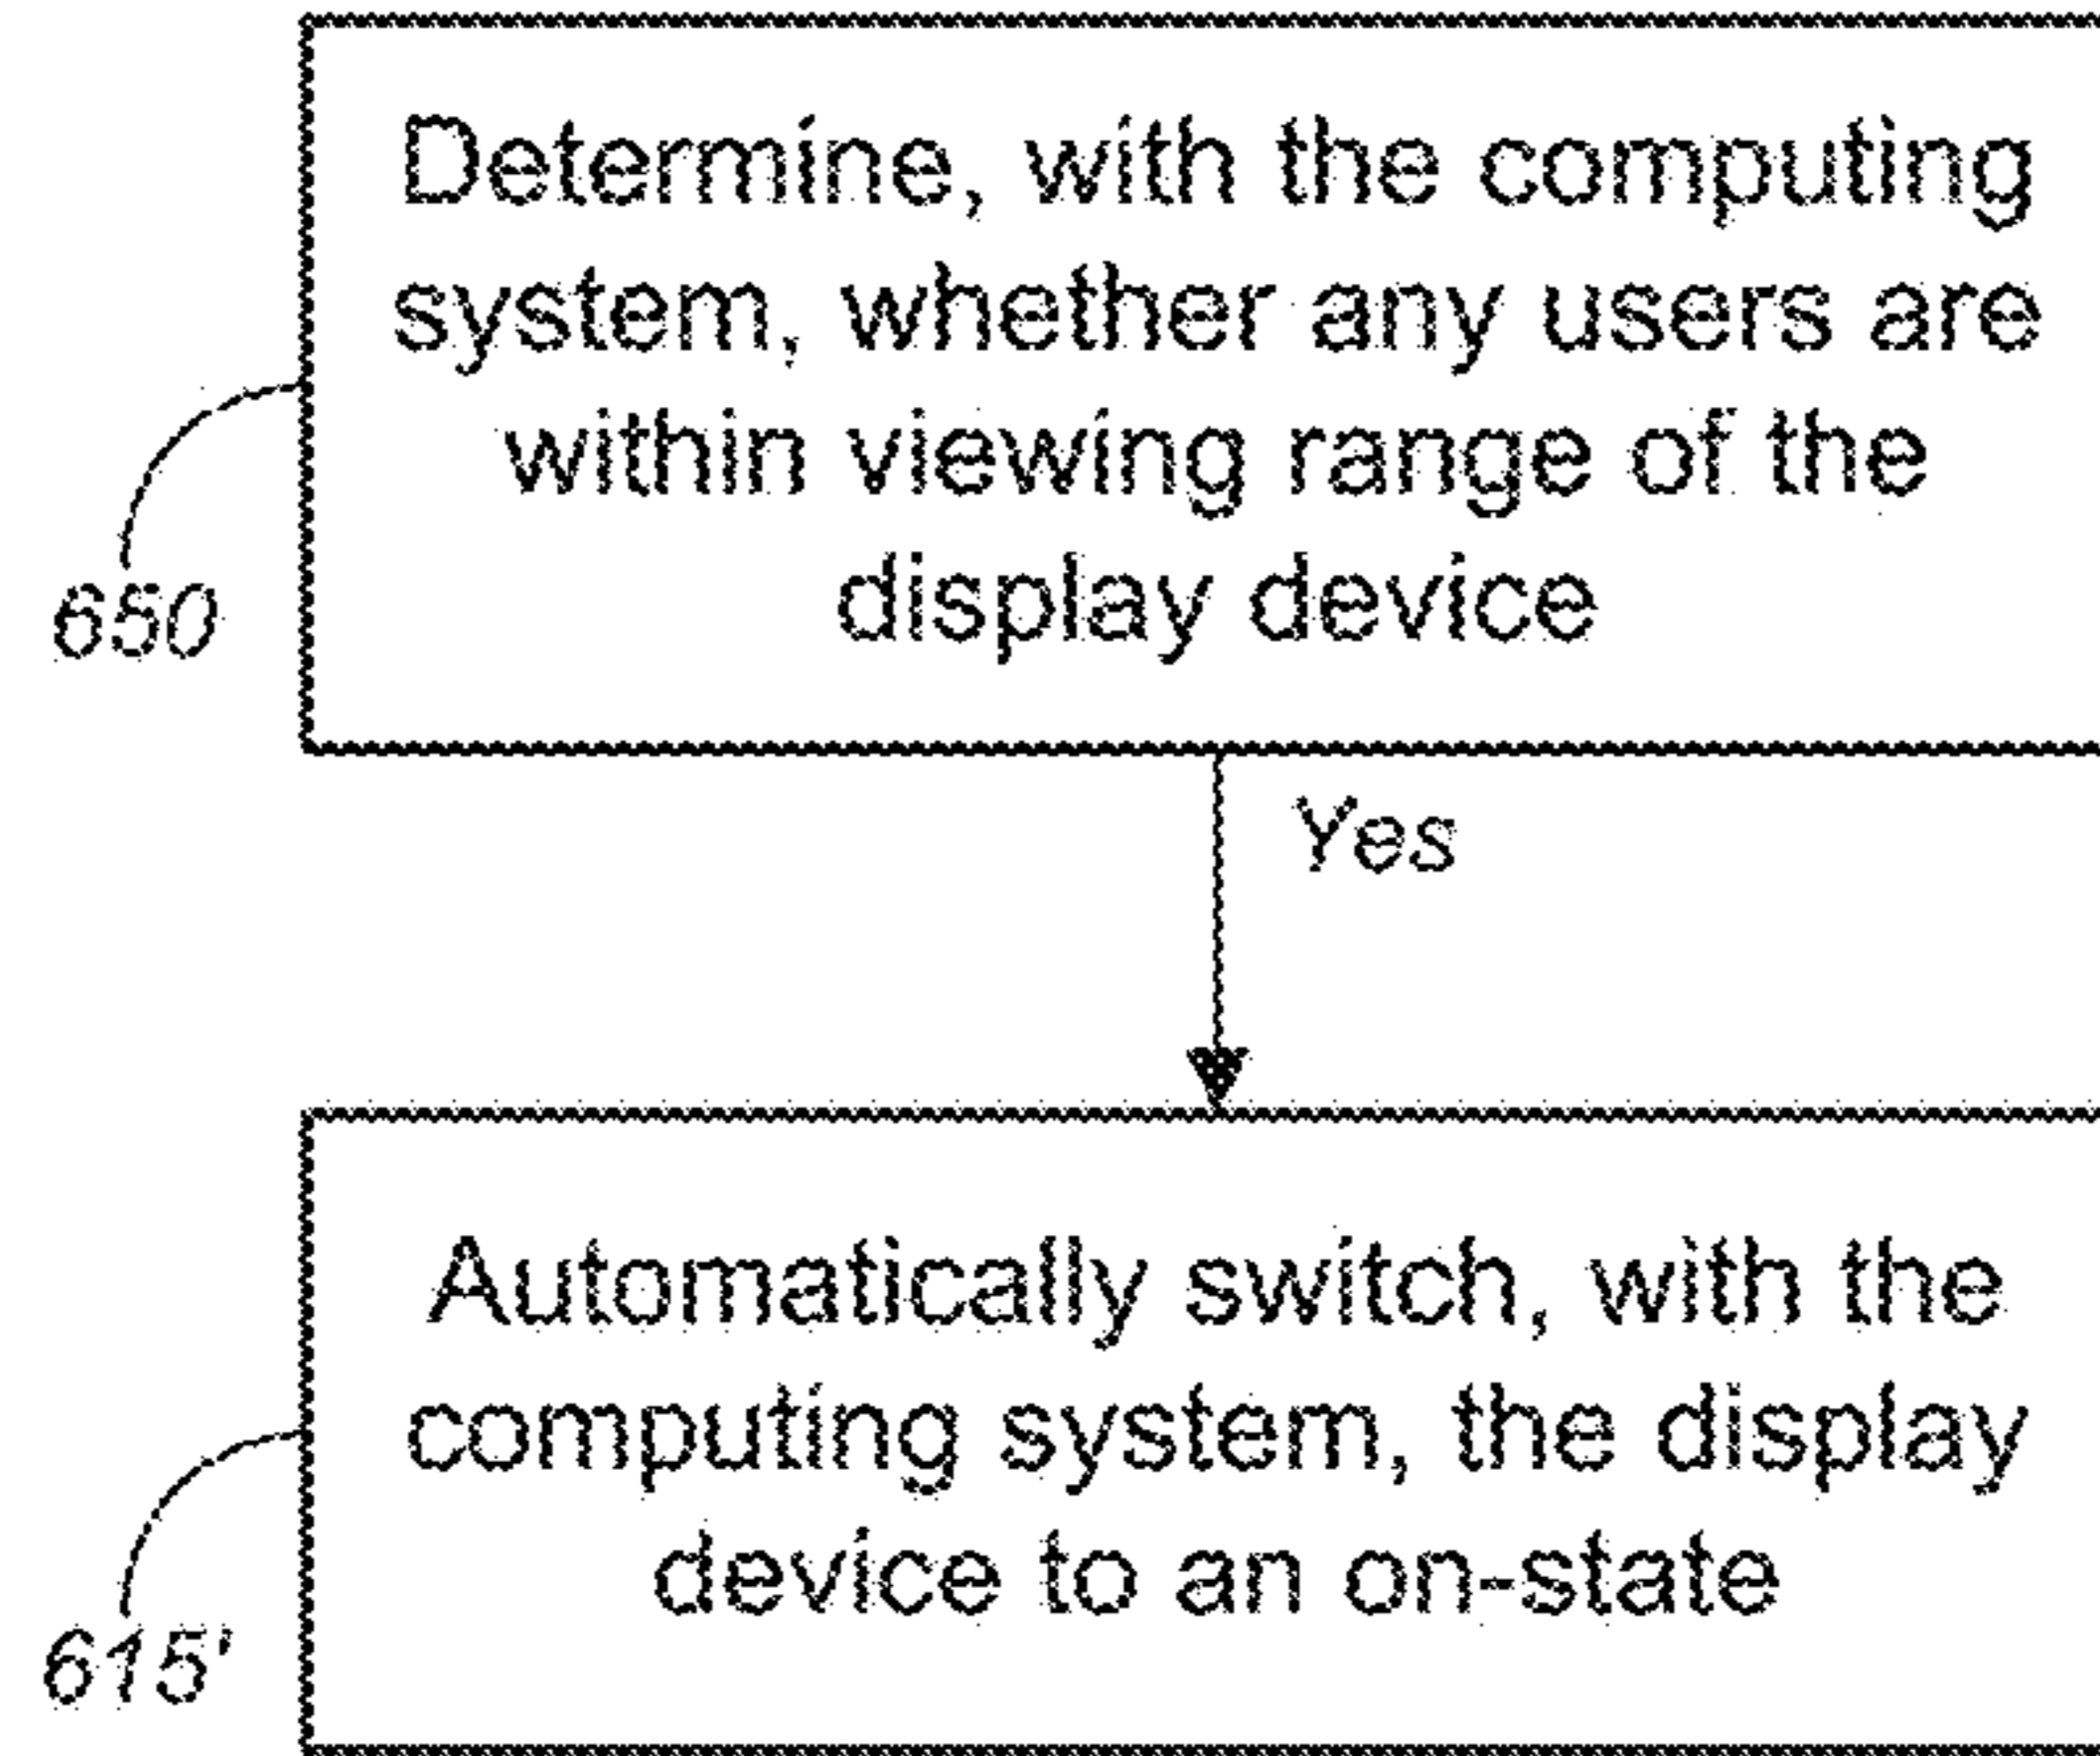 Determine, with the computing
system, whether any users are
within viewing range of the
display device
650
Yes
Automatically switch, with the
computing system, the display
device to an on-state
615'